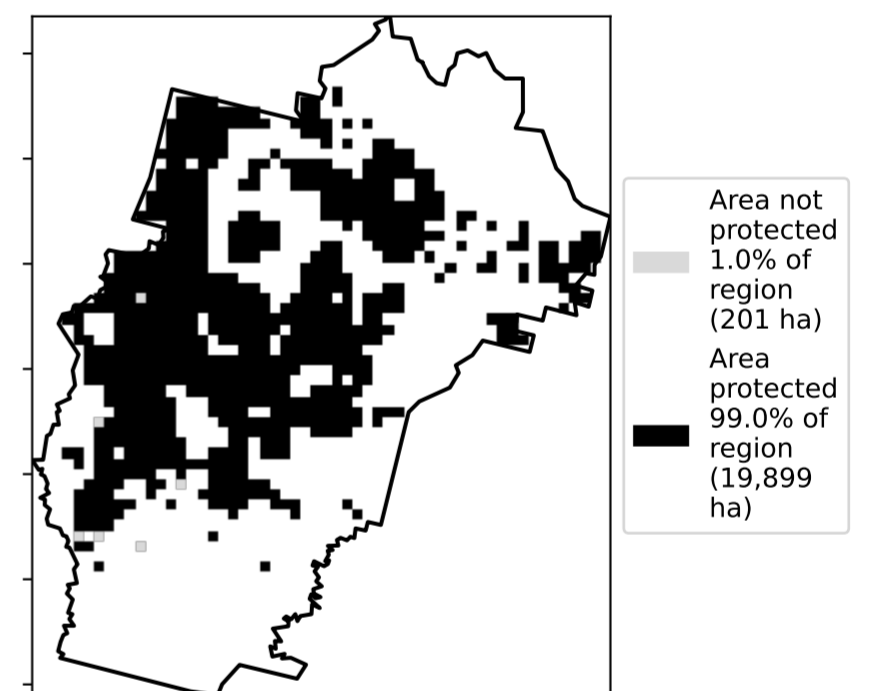 Area not
protected
1.0% of
region
(201 ha)
Area
protected
99.0% of
region
(19,899
ha)